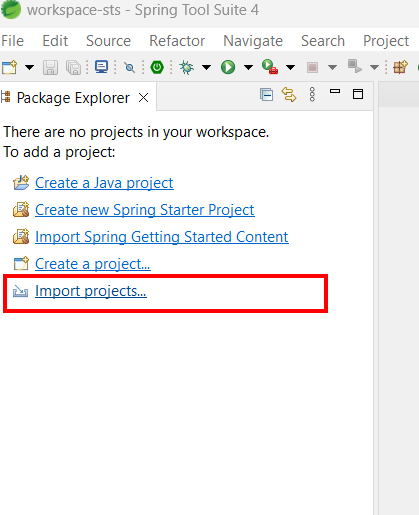 workspace-sts - Spring Tool Suite 4
File Edit Source Refactor Navigate Search Project
Package Explorer
There are no projects in your workspace.
To add a project:
Create a Java project
Create new Spring Starter Project
Import Spring Getting Started Content
Create a project...
Import projects...